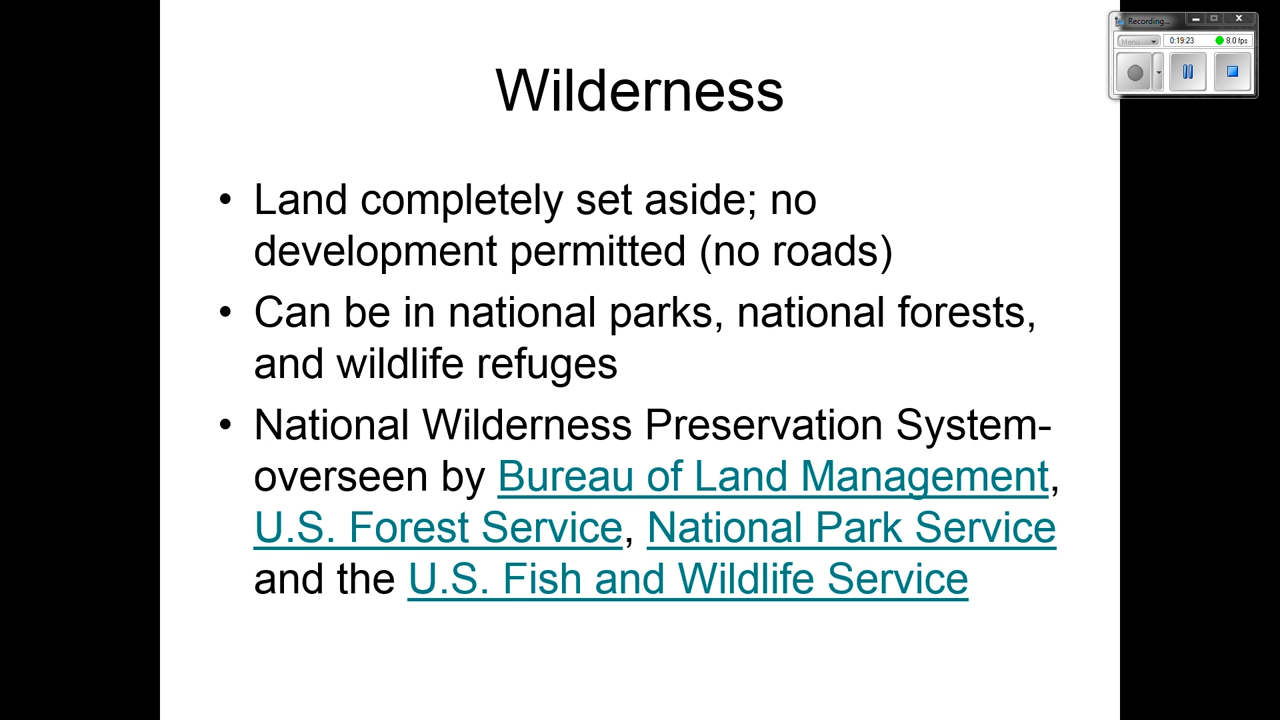 Recording...
Menu
0:19:23
8.0 fps
Wilderness
• Land completely set aside; no
development permitted (no roads)
• Can be in national parks, national forests,
and wildlife refuges
• National Wilderness Preservation System-
overseen by Bureau of Land Management,
U.S. Forest Service, National Park Service
and the U.S. Fish and Wildlife Service